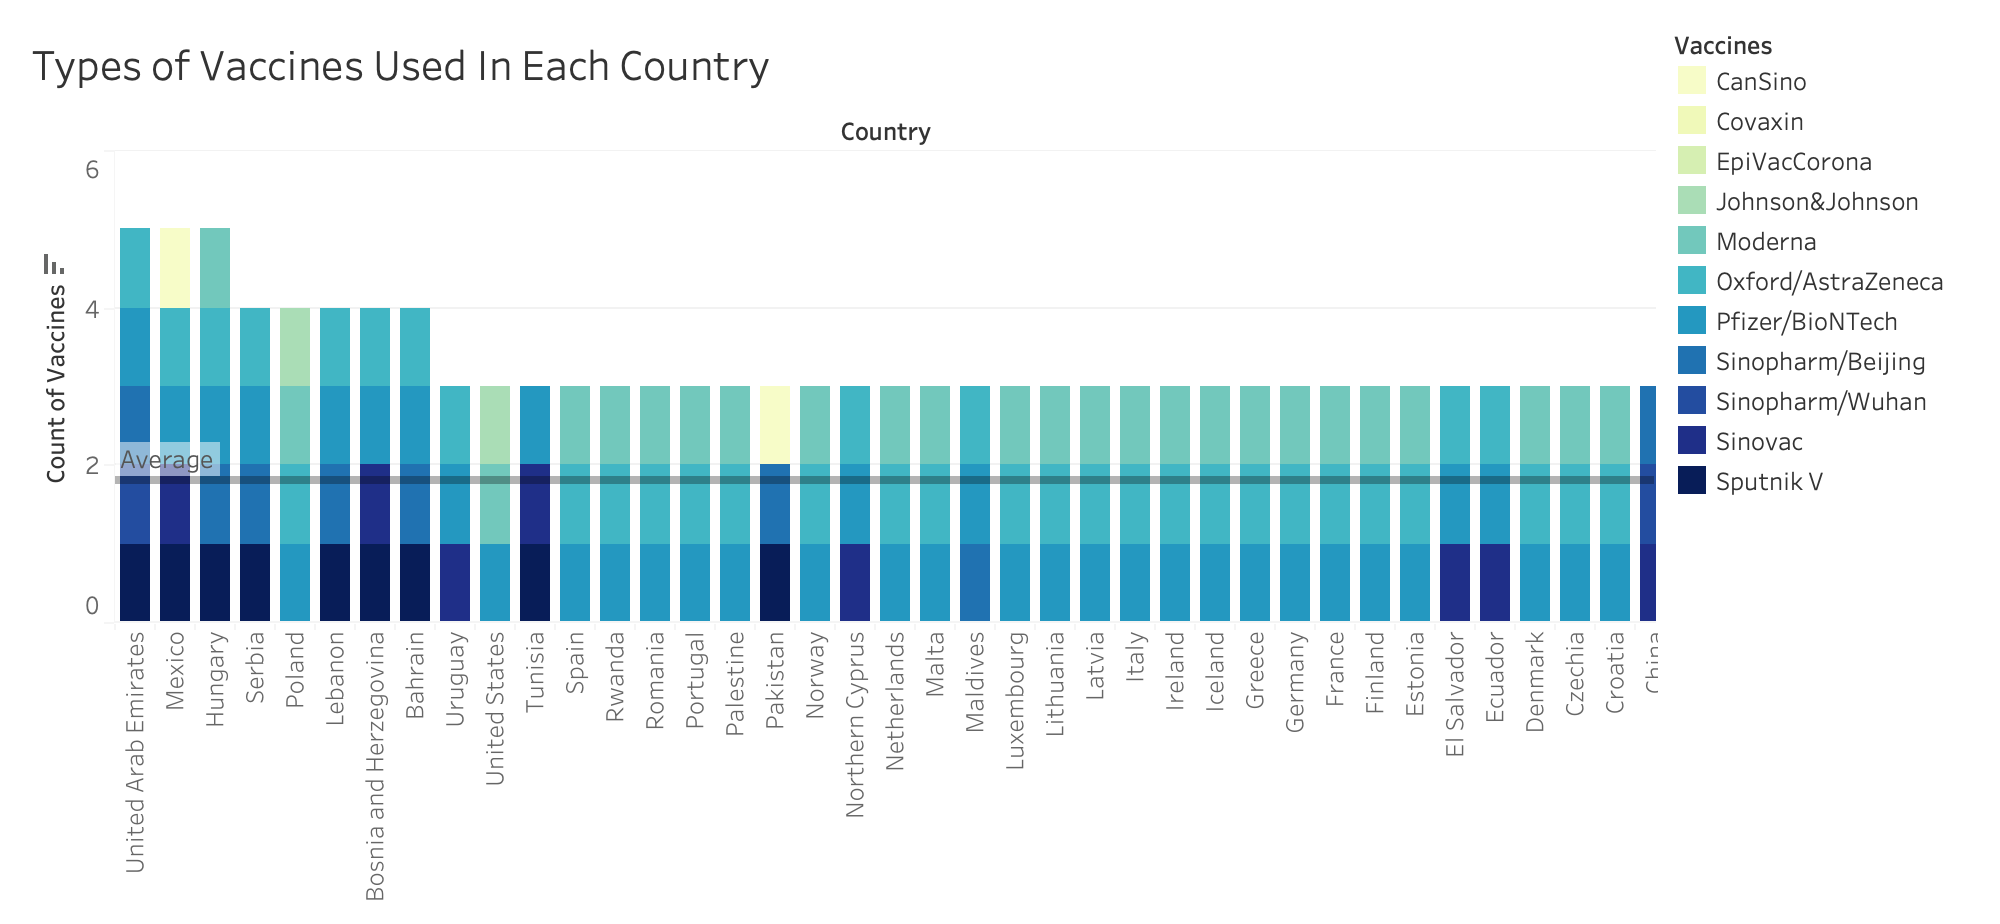 Types of Vaccines Used In Each Country
Country
Count of Vaccines
6
4
2
0
Average
United Arab Emirates
Mexico
Hungary
Serbia
Poland
Lebanon
Bosnia and Herzegovina
Bahrain
Uruguay
United States
Tunisia
Spain
Rwanda
Romania
Portugal
Palestine
Pakistan
Norway
Northern Cyprus
Netherlands
Malta
Maldives
Luxembourg
Lithuania
Latvia
Italy
Ireland
Iceland
Greece
Germany
France
Finland
Estonia
El Salvador
Ecuador
Denmark
Czechia
Croatia
China
Vaccines
CanSino
Covaxin
EpiVacCorona
Johnson&Johnson
Moderna
Oxford/AstraZeneca
Pfizer/BioNTech
Sinopharm/Beijing
Sinopharm/Wuhan
Sinovac
Sputnik V